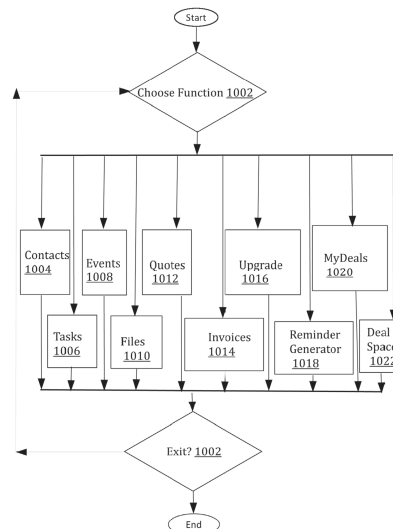 Start
Choose Function 1002
Contacts
1004
Events
1008
Quotes
1012
Upgrade
1016
MyDeals
1020
Tasks
1006
Files
1010
Invoices
1014
Reminder
Generator
1018
Deal
Space
1022
Exit? 1002
End